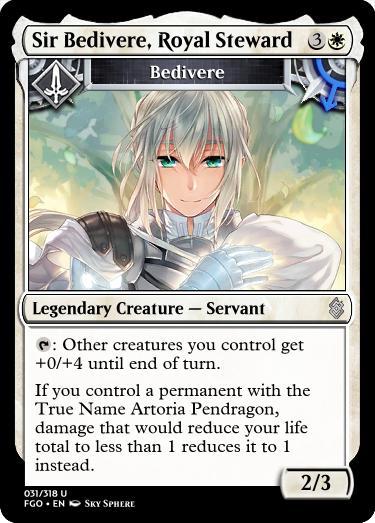 Sir Bedivere, Royal Steward 3
Bedivere
Legendary Creature — Servant
: Other creatures you control get
+0/+4 until end of turn.
If you control a permanent with the
True Name Artoria Pendragon,
damage that would reduce your life
total to less than 1 reduces it to 1
instead.
031/318 U
FGO • EN Sky Sphere
2/3